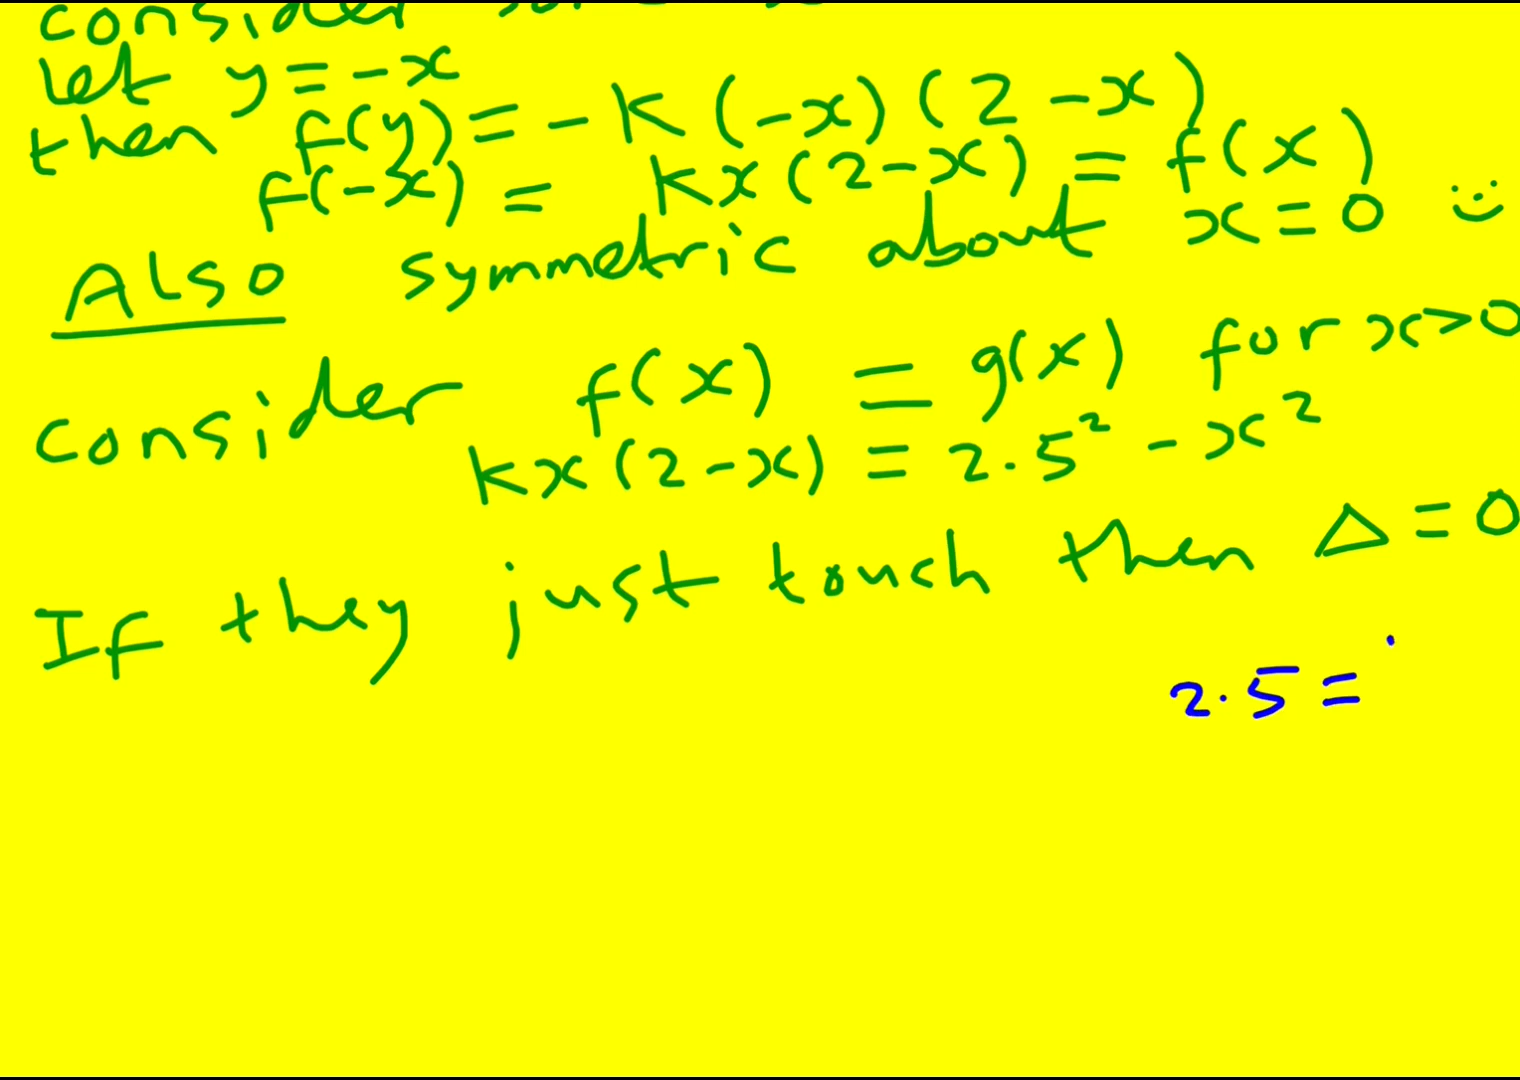 consider
let y = -x
then f(y) = -k(-x)(2-x)
f(-x) = kx(2-x) = f(x)
Also symmetric about x = 0
consider f(x) = g(x) for x>0
kx(2-x) = 2.5² - x²
If they just touch then Δ = 0
2.5 =